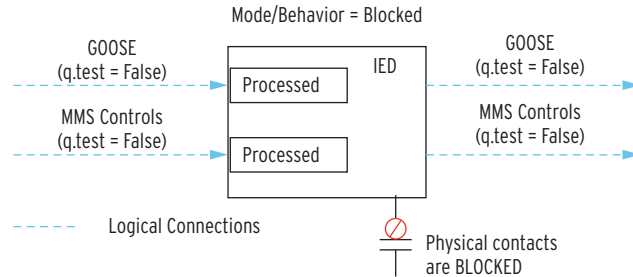 Mode/Behavior = Blocked
GOOSE
(q.test = False)
MMS Controls
(q.test = False)
IED
Processed
Processed
GOOSE
(q.test = False)
MMS Controls
(q.test = False)
Logical Connections
Physical contacts
are BLOCKED